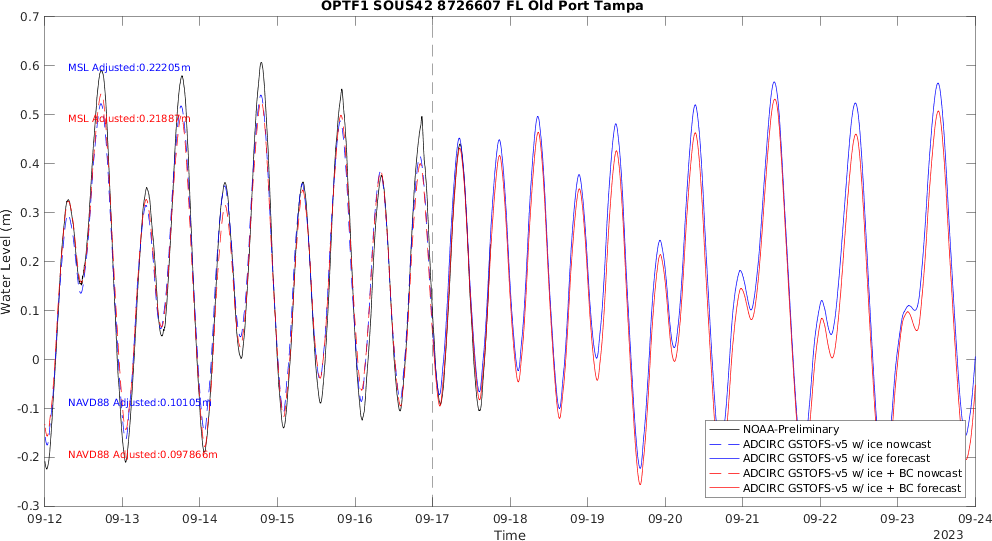 OPTF1 SOUS42 8726607 FL Old Port Tampa
0.7
0.6
0.5
0.4
0.3
0.2
0.1
0
-0.1
-0.2
-0.3
Water Level (m)
MSL Adjusted:0.22205m
MSL Adjusted:0.21887m
NAVD88 Adjusted:0.10105m
NAVD88 Adjusted:0.097866m
NOAA-Preliminary
ADCIRC GSTOFS-v5 w/ ice nowcast
ADCIRC GSTOFS-v5 w/ ice forecast
ADCIRC GSTOFS-v5 w/ ice + BC nowcast
ADCIRC GSTOFS-v5 w/ ice + BC forecast
09-12 09-13 09-14 09-15 09-16 09-17 09-18 09-19 09-20 09-21 09-22 09-23 09-24
Time
2023